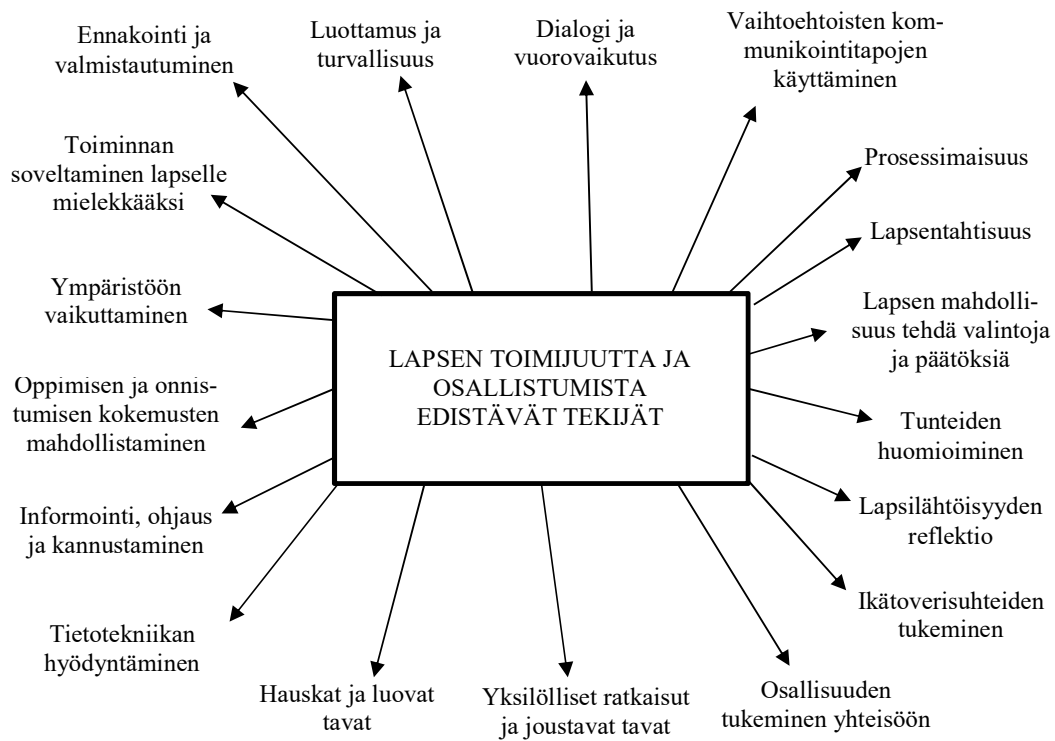 Ennakointi ja
valmistautuminen
Luottamus ja
turvallisuus
Dialogi ja
vuorovaikutus
Vaihtoehtoisten kom-
munikointitapojen
käyttäminen
Toiminnan
soveltaminen lapselle
mielekkääksi
Prosessimaisuus
Lapsentahtisuus
Ympäristöön
vaikuttaminen
Lapsen mahdolli-
suus tehdä valintoja
ja päätöksiä
LAPSEN TOIMIJUUTTA JA
OSALLISTUMISTA
EDISTÄVÄT TEKIJÄT
Oppimisen ja onnis-
tumisen kokemusten
mahdollistaminen
Tunteiden
huomioiminen
Informointi, ohjaus
ja kannustaminen
Lapsilähtöisyyden
reflektio
Ikätoverisuhteiden
tukeminen
Tietotekniikan
hyödyntäminen
Hauskat ja luovat
tavat
Yksilölliset ratkaisut
ja joustavat tavat
Osallisuuden
tukeminen yhteisöön